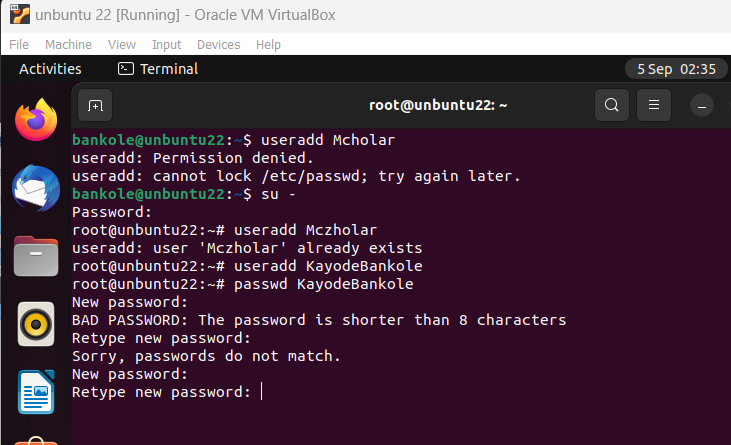 unbuntu 22 [Running] - Oracle VM VirtualBox
File Machine View Input Devices Help
Activities Terminal 5 Sep 02:35
root@unbuntu22: ~
bankole@unbuntu22:~$ useradd Mcholar
useradd: Permission denied.
useradd: cannot lock /etc/passwd; try again later.
bankole@unbuntu22:~$ su -
Password:
root@unbuntu22:~# useradd Mczholar
useradd: user 'Mczholar' already exists
root@unbuntu22:~# useradd KayodeBankole
root@unbuntu22:~# passwd KayodeBankole
New password:
BAD PASSWORD: The password is shorter than 8 characters
Retype new password:
Sorry, passwords do not match.
New password:
Retype new password: